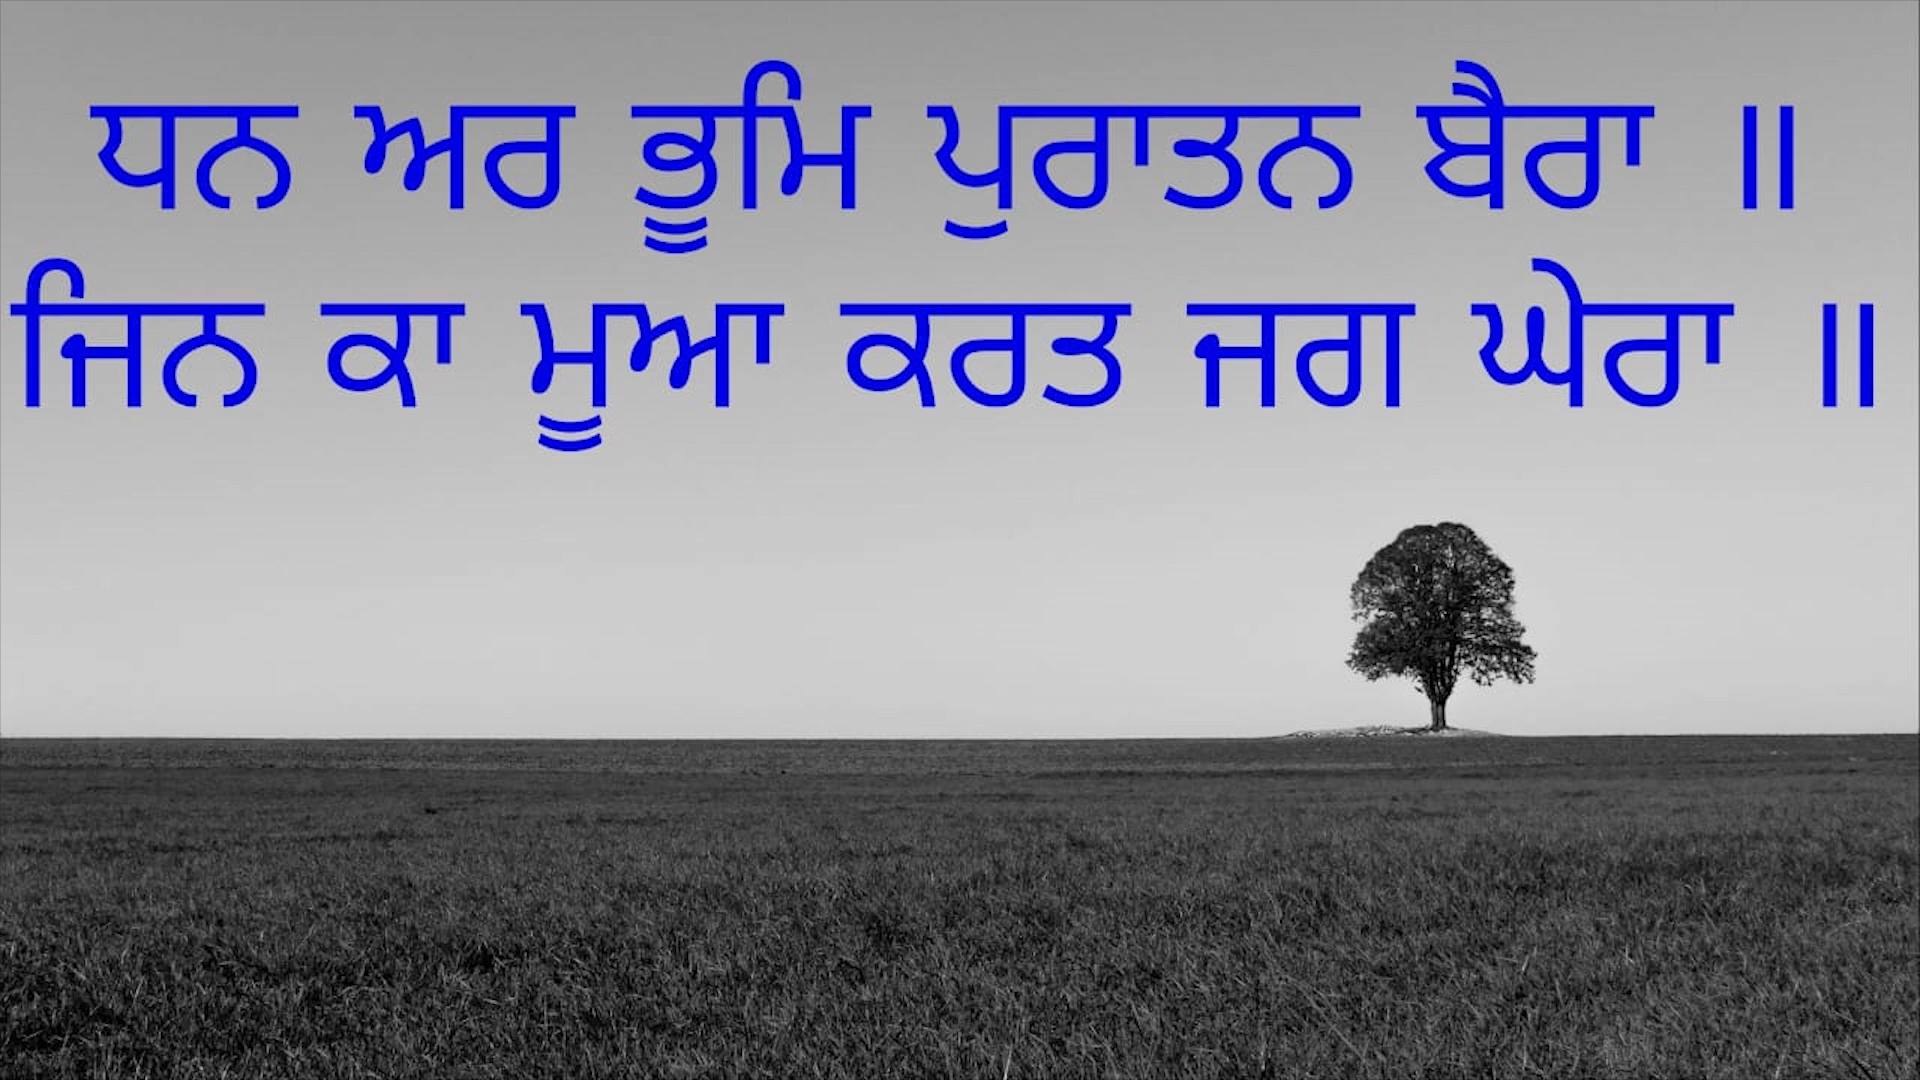 ਧਨ ਅਰ ਭੂਮਿ ਪੁਰਾਤਨ ਬੈਰਾ ॥
ਜਿਨ ਕਾ ਮੂਆ ਕਰਤ ਜਗ ਘੇਰਾ ॥